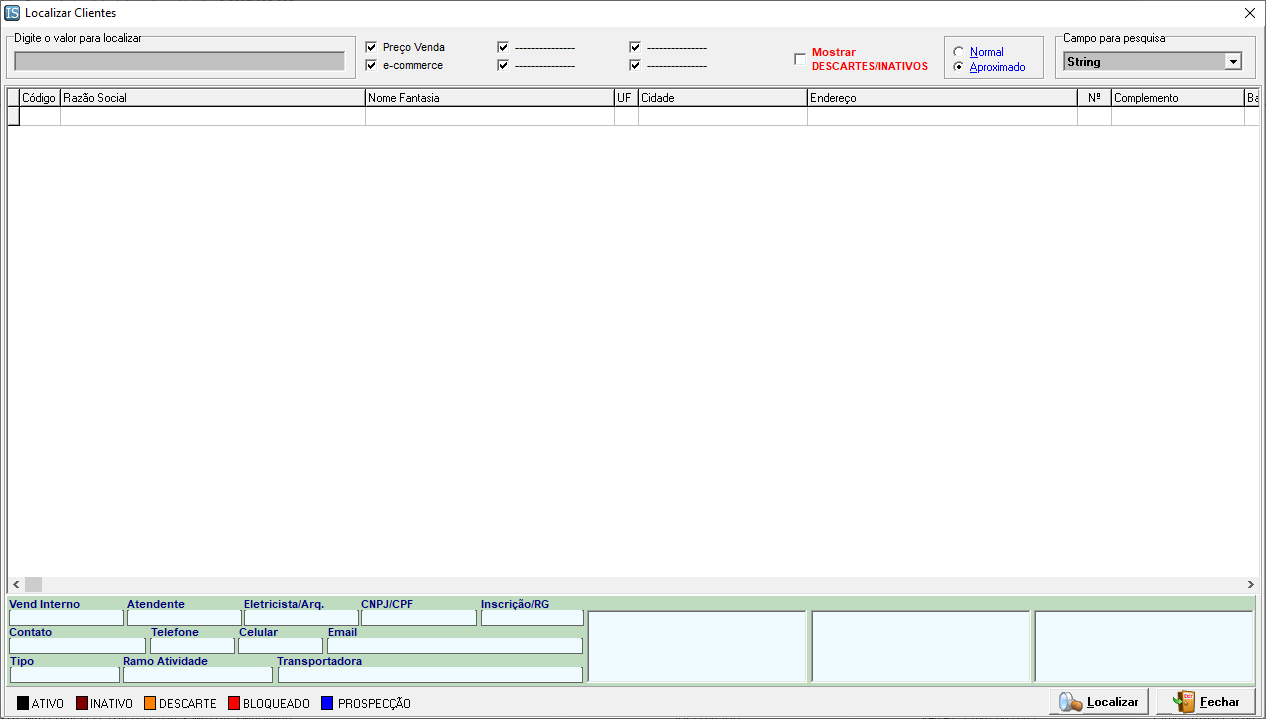 IS Localizar Clientes
Digite o valor para localizar
Preço Venda
e-commerce
---------------
---------------
---------------
---------------
Mostrar
DESCARTES/INATIVOS
Normal
Aproximado
Campo para pesquisa
String
Código Razão Social Nome Fantasia UF Cidade Endereço Nº Complemento Ba
Vend Interno Atendente Eletricista/Arq. CNPJ/CPF Inscrição/RG
Contato Telefone Celular Email
Tipo Ramo Atividade Transportadora
ATIVO INATIVO DESCARTE BLOQUEADO PROSPECÇÃO
Localizar Fechar